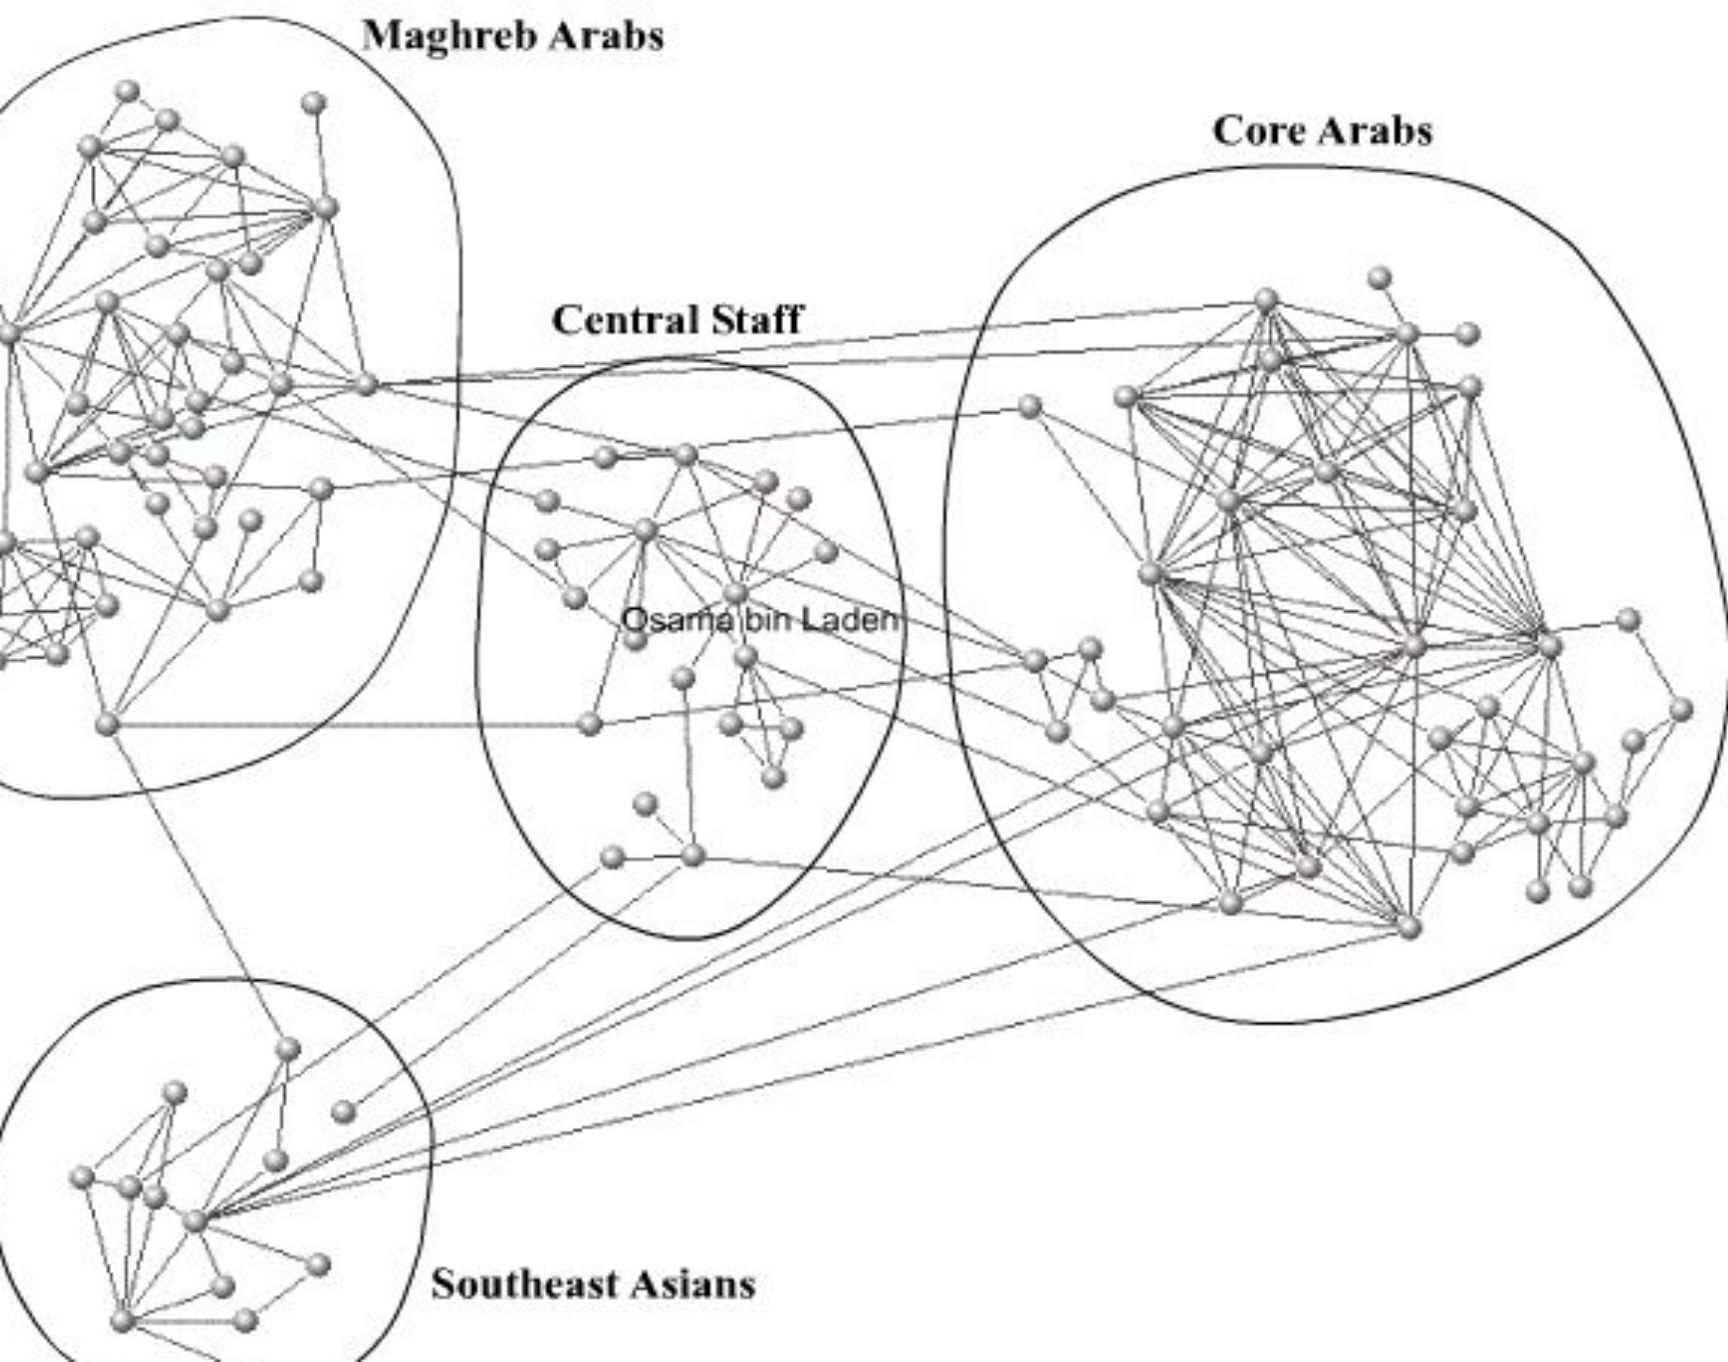 Maghreb Arabs
Core Arabs
Central Staff
Osama bin Laden
Southeast Asians